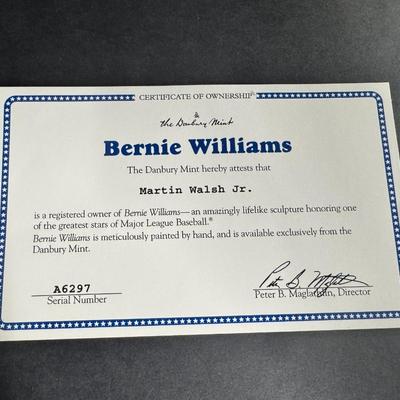 CERTIFICATE OF OWNERSHIP
the Danbury Mint
Bernie Williams
The Danbury Mint hereby attests that
Martin Walsh Jr.
is a registered owner of Bernie Williams—an amazingly lifelike sculpture honoring one
of the greatest stars of Major League Baseball.®
Bernie Williams is meticulously painted by hand, and is available exclusively from the
Danbury Mint.
A6297
Serial Number
Peter B. Maglathlin, Director